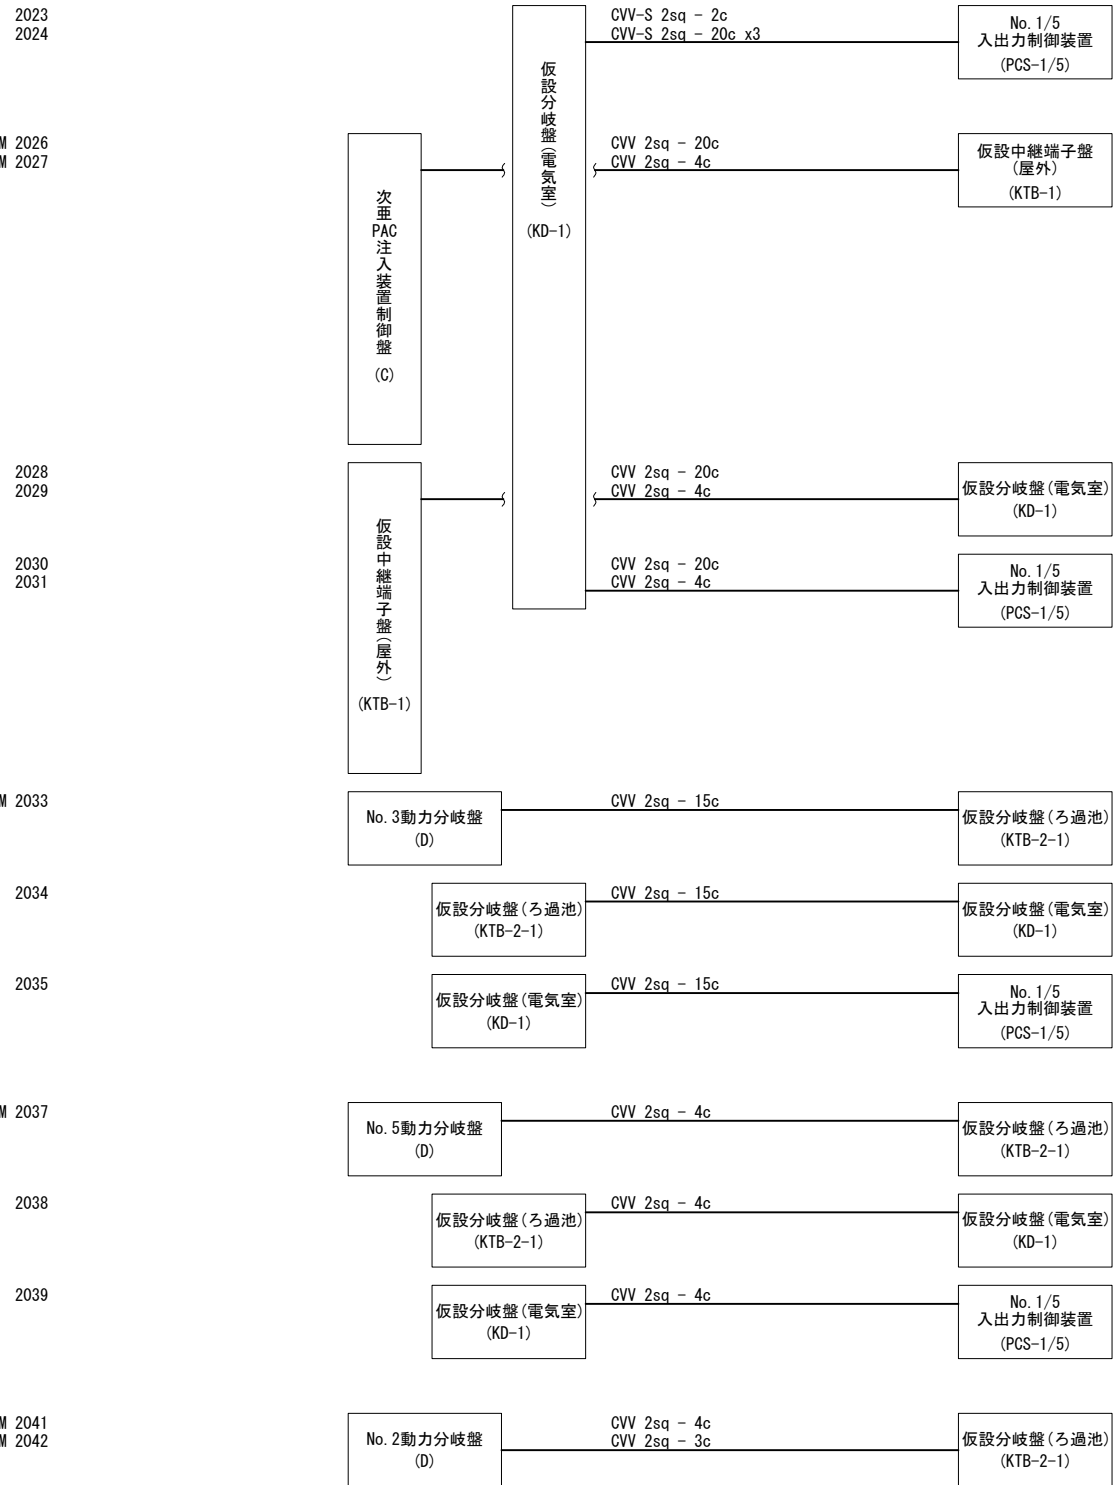 2023
2024
CVV-S 2sq - 2c
CVV-S 2sq - 20c x3
No.1/5
入出力制御装置
(PCS-1/5)
仮設分岐盤(電気室)
(KD-1)
M 2026
M 2027
次亜PAC注入装置制御盤
(C)
CVV 2sq - 20c
CVV 2sq - 4c
仮設中継端子盤
(屋外)
(KTB-1)
2028
2029
仮設中継端子盤(屋外)
(KTB-1)
CVV 2sq - 20c
CVV 2sq - 4c
仮設分岐盤(電気室)
(KD-1)
2030
2031
CVV 2sq - 20c
CVV 2sq - 4c
No.1/5
入出力制御装置
(PCS-1/5)
M 2033
No.3動力分岐盤
(D)
CVV 2sq - 15c
仮設分岐盤(ろ過池)
(KTB-2-1)
2034
仮設分岐盤(ろ過池)
(KTB-2-1)
CVV 2sq - 15c
仮設分岐盤(電気室)
(KD-1)
2035
仮設分岐盤(電気室)
(KD-1)
CVV 2sq - 15c
No.1/5
入出力制御装置
(PCS-1/5)
M 2037
No.5動力分岐盤
(D)
CVV 2sq - 4c
仮設分岐盤(ろ過池)
(KTB-2-1)
2038
仮設分岐盤(ろ過池)
(KTB-2-1)
CVV 2sq - 4c
仮設分岐盤(電気室)
(KD-1)
2039
仮設分岐盤(電気室)
(KD-1)
CVV 2sq - 4c
No.1/5
入出力制御装置
(PCS-1/5)
M 2041
M 2042
No.2動力分岐盤
(D)
CVV 2sq - 4c
CVV 2sq - 3c
仮設分岐盤(ろ過池)
(KTB-2-1)